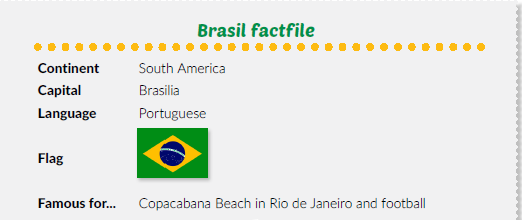 Brasil factfile
Continent South America
Capital Brasilia
Language Portuguese
Flag
Famous for... Copacabana Beach in Rio de Janeiro and football